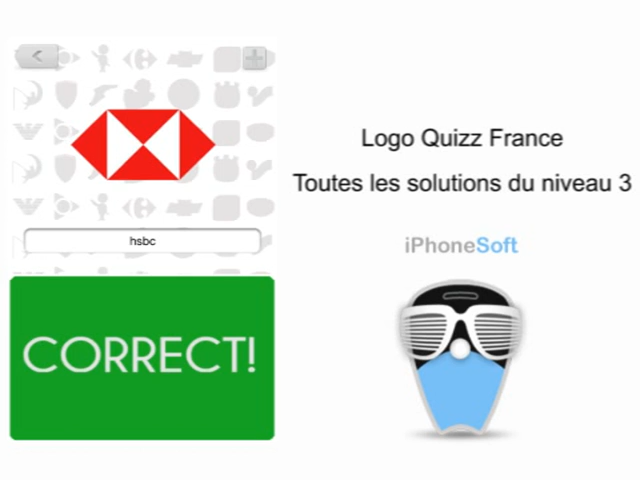 hsbc
CORRECT!
Logo Quizz France
Toutes les solutions du niveau 3
iPhoneSoft